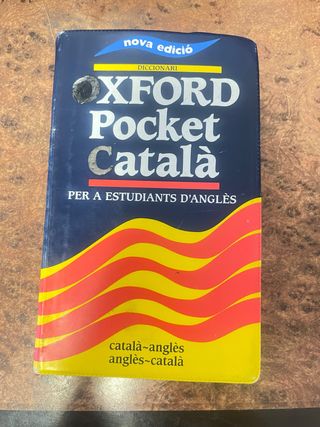 nova edició
DICCIONARI
OXFORD
Pocket
Català
PER A ESTUDIANTS D'ANGLÈS
català~anglès
anglès~català